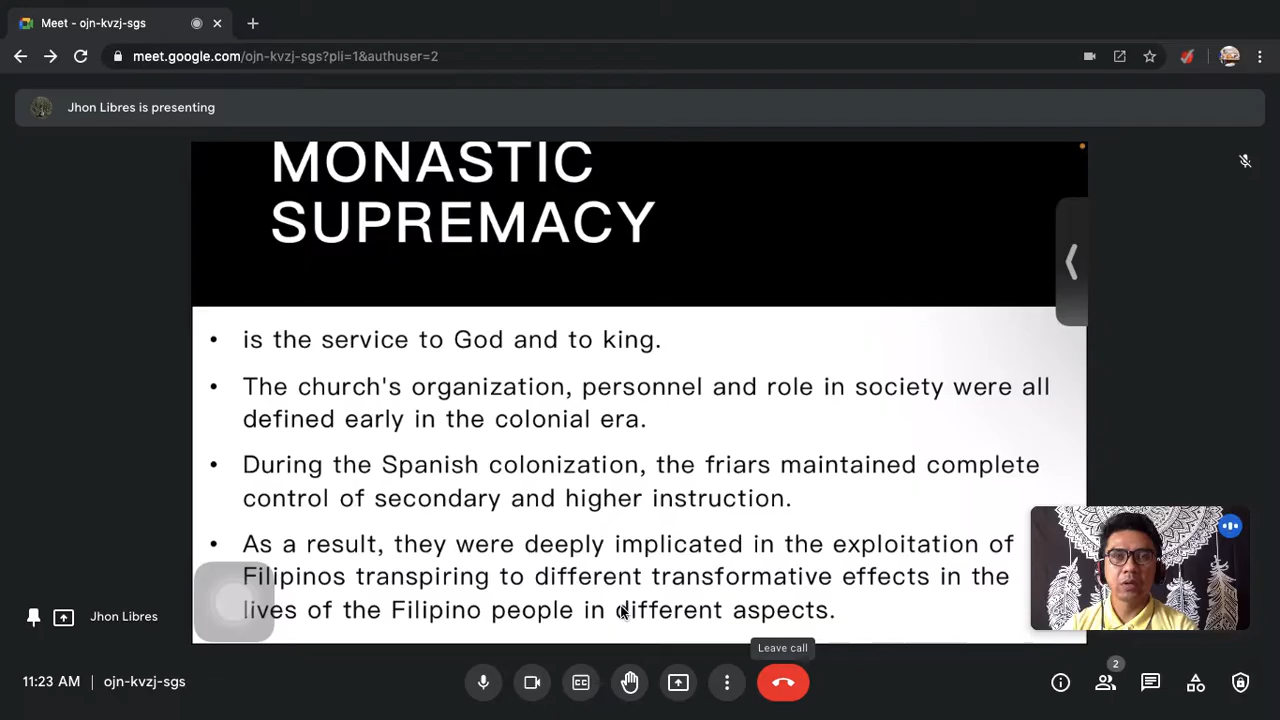 Meet - ojn-kvzj-sgs
meet.google.com/ojn-kvzj-sgs?pli=1&authuser=2
Jhon Libres is presenting
MONASTIC
SUPREMACY
• is the service to God and to king.
• The church's organization, personnel and role in society were all
defined early in the colonial era.
• During the Spanish colonization, the friars maintained complete
control of secondary and higher instruction.
• As a result, they were deeply implicated in the exploitation of
Filipinos transpiring to different transformative effects in the
lives of the Filipino people in different aspects.
Jhon Libres
Leave call
11:23 AM | ojn-kvzj-sgs
2